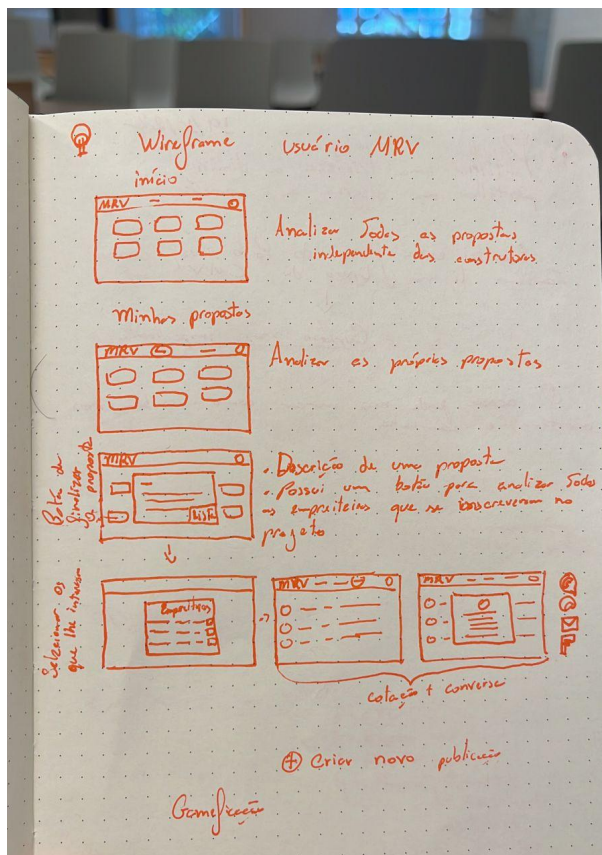 Wireframe usuário MRV
início
MRV
Analizar Todas as propostas
independente das construtoras
Minhas propostas
MRV
Analizar as próprias propostas
Botão de
finalizar
a proposta
MRV
List
• Descrição de uma proposta
• Possui um botão para analizar Todos
os empreiteiros que se inscreveram no
projeto
Selecionar os
que lhe interessa
Empreiteiros
MRV
MRV
cotação + conversa
+ Criar novo publicação
Gamificação